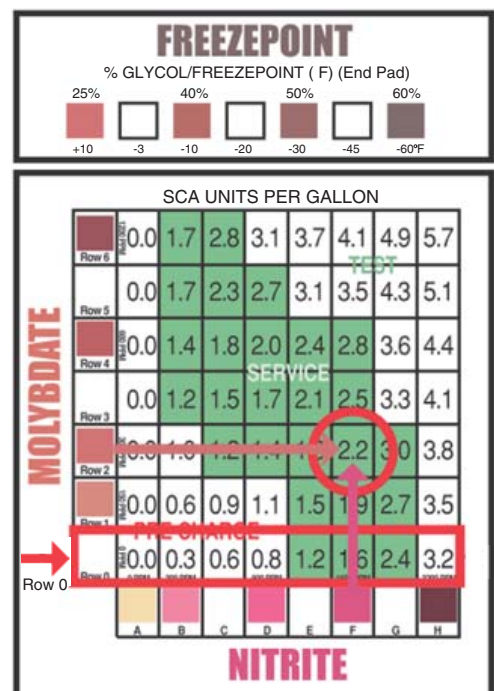 FREEZEPOINT
% GLYCOL/FREEZEPOINT ( F) (End Pad)
25% 40% 50% 60%
+10 -3 -10 -20 -30 -45 -60ºF
SCA UNITS PER GALLON
0.0 1.7 2.8 3.1 3.7 4.1 4.9 5.7
Row 6
TEST
0.0 1.7 2.3 2.7 3.1 3.5 4.3 5.1
Row 5
0.0 1.4 1.8 2.0 2.4 2.8 3.6 4.4
Row 4
SERVICE
0.0 1.2 1.5 1.7 2.1 2.5 3.3 4.1
Row 3
2.2 3.0 3.8
Row 2
0.0 0.6 0.9 1.1 1.5 1.9 2.7 3.5
Row 1
PRE CHARGE
0.0 0.3 0.6 0.8 1.2 1.6 2.4 3.2
Row 0
Row 0
A B C D E F G H
MOLYBDATE
NITRITE